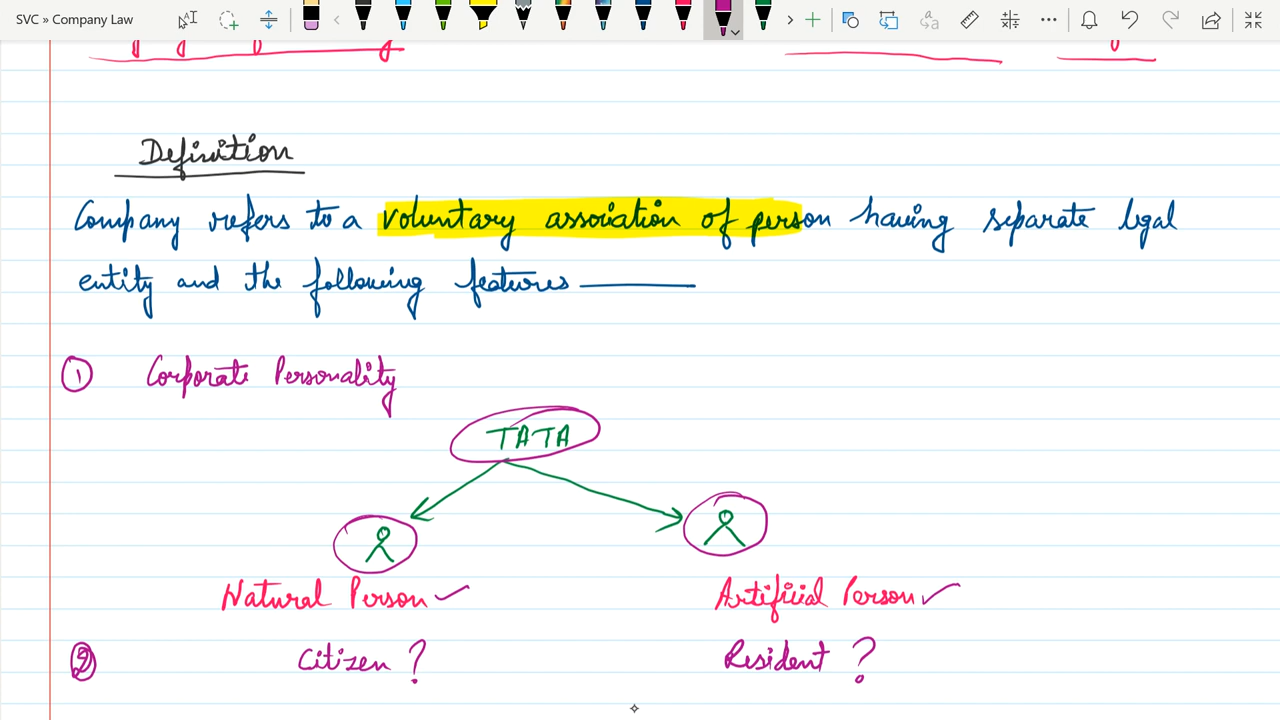 SVC » Company Law
Definition
Company refers to a voluntary association of person having separate legal
entity and the following features
① Corporate Personality
TATA
Natural Person ✓ Artificial Person ✓
② Citizen ? Resident ?